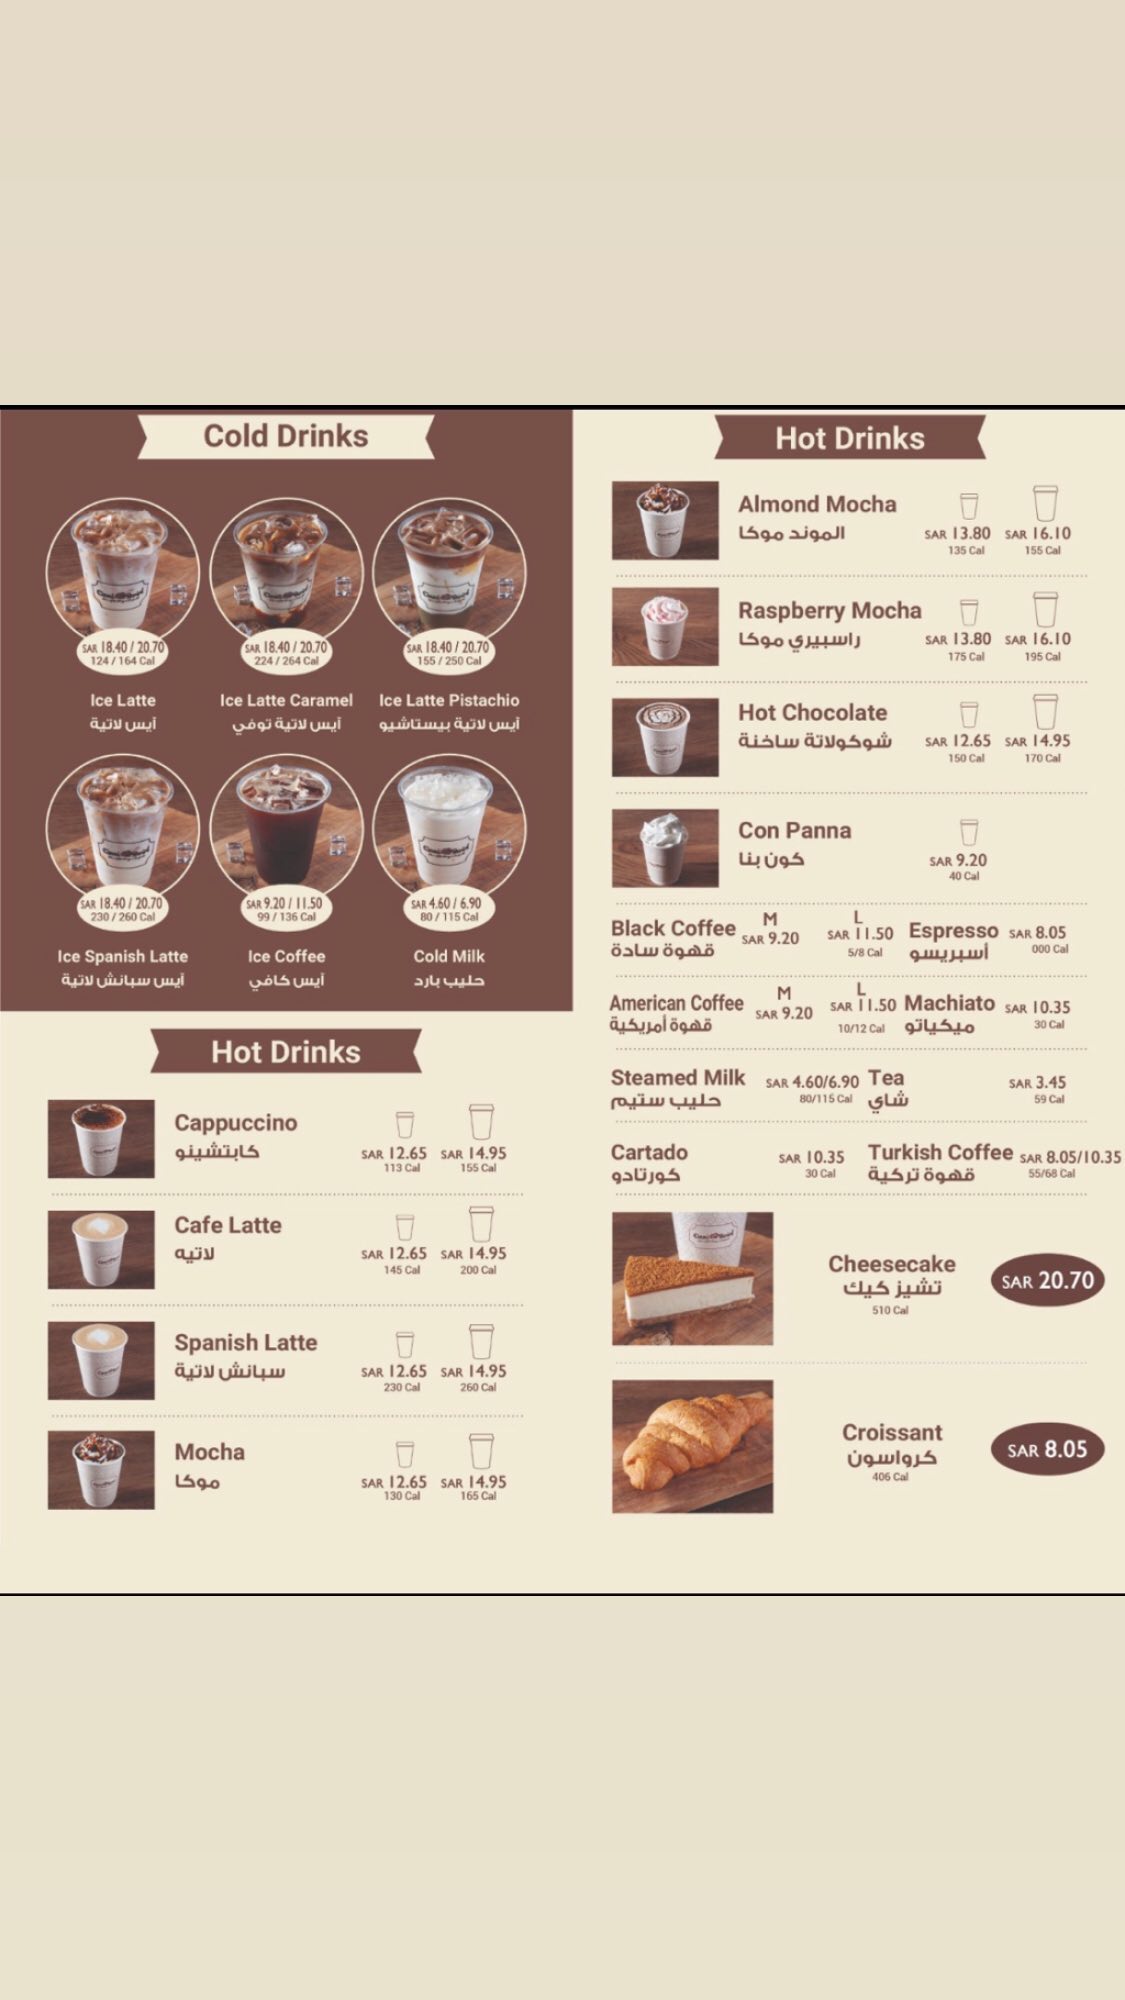 Cold Drinks
SAR 18.40 / 20.70
124 / 164 Cal
Ice Latte
آيس لاتية
SAR 18.40 / 20.70
224 / 264 Cal
Ice Latte Caramel
آيس لاتية توفي
SAR 18.40 / 20.70
155 / 250 Cal
Ice Latte Pistachio
آيس لاتية بيستاشيو
SAR 18.40 / 20.70
230 / 260 Cal
Ice Spanish Latte
آيس سبانش لاتية
SAR 9.20 / 11.50
99 / 136 Cal
Ice Coffee
آيس كافي
SAR 4.60 / 6.90
80 / 115 Cal
Cold Milk
حليب بارد
Hot Drinks
Cappuccino
كابتشينو
SAR 12.65 SAR 14.95
113 Cal 155 Cal
Cafe Latte
لاتيه
SAR 12.65 SAR 14.95
145 Cal 200 Cal
Spanish Latte
سبانش لاتية
SAR 12.65 SAR 14.95
230 Cal 260 Cal
Mocha
موكا
SAR 12.65 SAR 14.95
130 Cal 165 Cal
Hot Drinks
Almond Mocha
الموند موكا
SAR 13.80 SAR 16.10
135 Cal 155 Cal
Raspberry Mocha
راسبيري موكا
SAR 13.80 SAR 16.10
175 Cal 195 Cal
Hot Chocolate
شوكولاتة ساخنة
SAR 12.65 SAR 14.95
150 Cal 170 Cal
Con Panna
كون بنا
SAR 9.20
40 Cal
Black Coffee
قهوة سادة
M L
SAR 9.20 SAR 11.50
5/8 Cal
Espresso SAR 8.05
أسبريسو 000 Cal
American Coffee
قهوة أمريكية
M L
SAR 9.20 SAR 11.50
10/12 Cal
Machiato SAR 10.35
ميكياتو 30 Cal
Steamed Milk SAR 4.60/6.90
حليب ستيم 80/115 Cal
Tea SAR 3.45
شاي 59 Cal
Cartado SAR 10.35
كورتادو 30 Cal
Turkish Coffee SAR 8.05/10.35
قهوة تركية 55/68 Cal
Cheesecake
تشيز كيك
510 Cal
SAR 20.70
Croissant
كرواسون
406 Cal
SAR 8.05